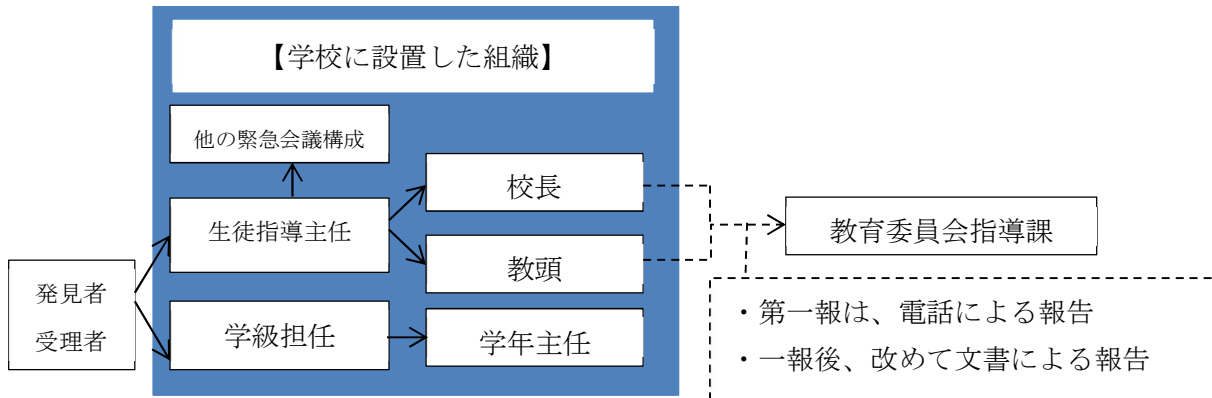 【学校に設置した組織】
他の緊急会議構成
校長
生徒指導主任
教育委員会指導課
教頭
発見者
受理者
学級担任
学年主任
・第一報は、電話による報告
・一報後、改めて文書による報告